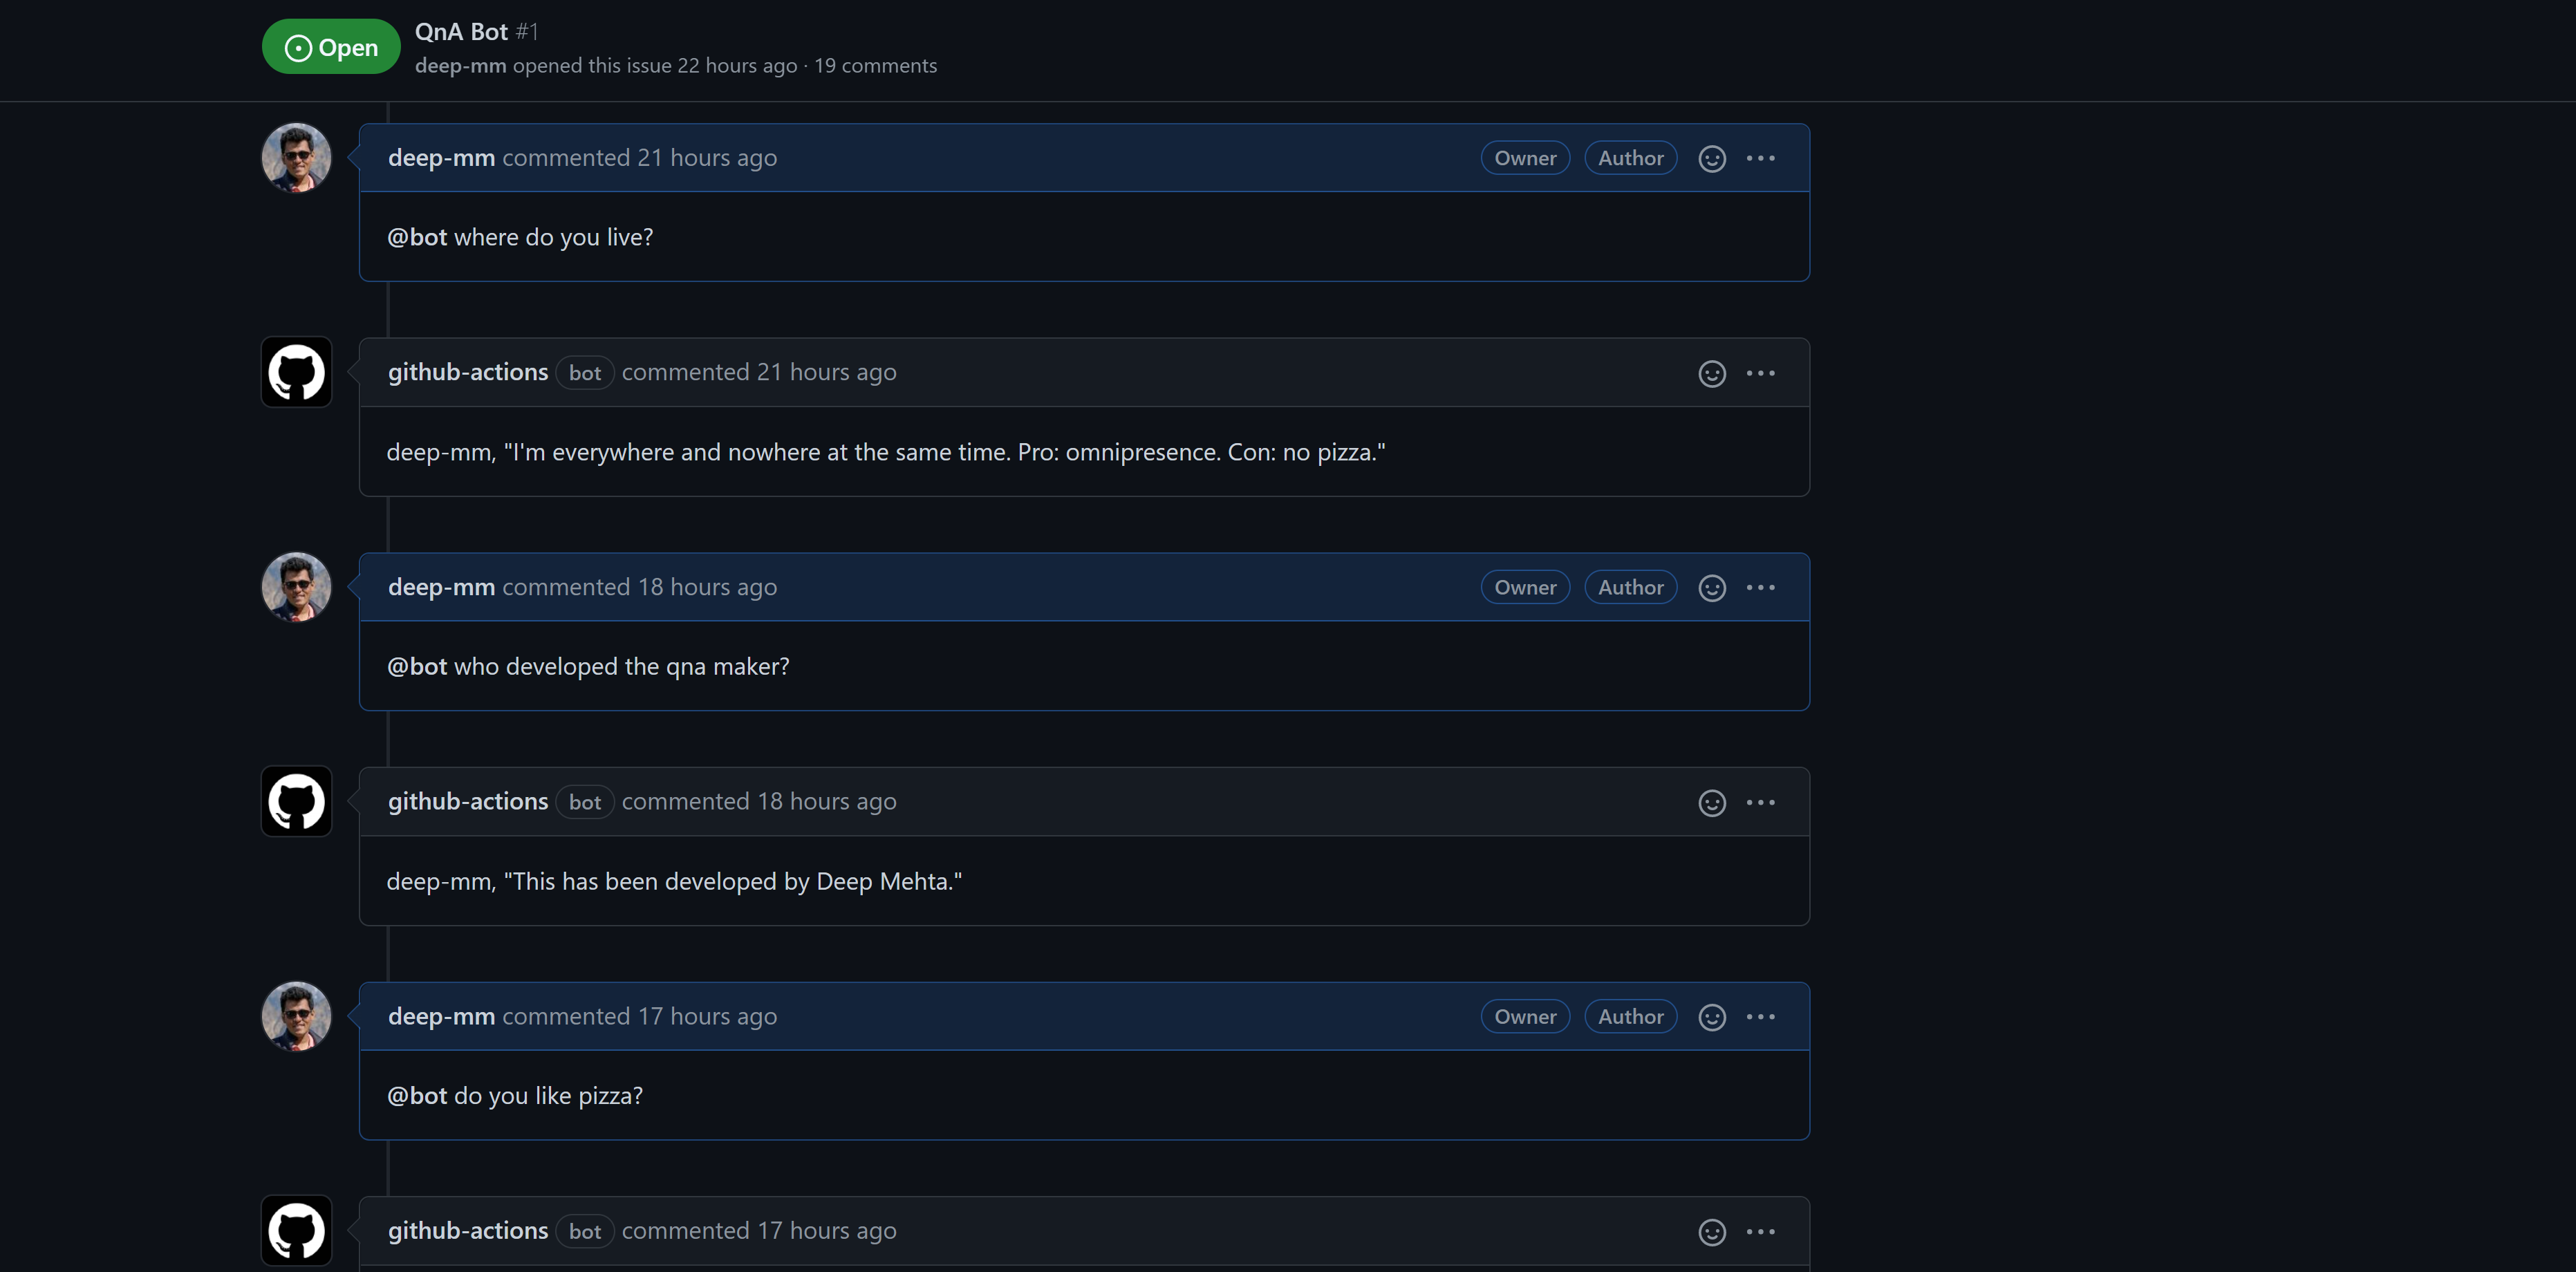 Open
QnA Bot #1
deep-mm opened this issue 22 hours ago · 19 comments
deep-mm commented 21 hours ago Owner Author
@bot where do you live?
github-actions bot commented 21 hours ago
deep-mm, "I'm everywhere and nowhere at the same time. Pro: omnipresence. Con: no pizza."
deep-mm commented 18 hours ago Owner Author
@bot who developed the qna maker?
github-actions bot commented 18 hours ago
deep-mm, "This has been developed by Deep Mehta."
deep-mm commented 17 hours ago Owner Author
@bot do you like pizza?
github-actions bot commented 17 hours ago